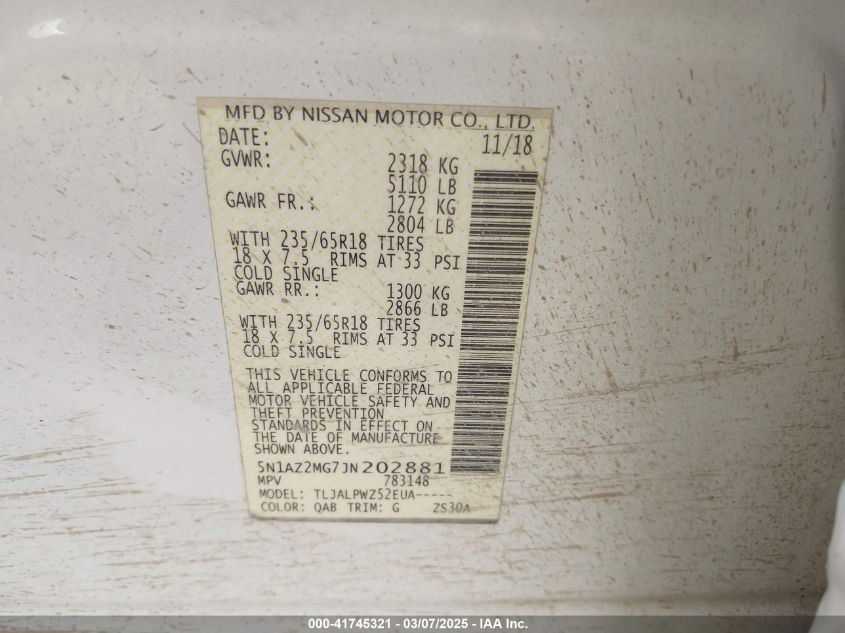 MFD BY NISSAN MOTOR CO., LTD.
DATE: 11/18
GVWR: 2318 KG
5110 LB
GAWR FR.: 1272 KG
2804 LB
WITH 235/65R18 TIRES
18 X 7.5 RIMS AT 33 PSI
COLD SINGLE
GAWR RR.: 1300 KG
2866 LB
WITH 235/65R18 TIRES
18 X 7.5 RIMS AT 33 PSI
COLD SINGLE
THIS VEHICLE CONFORMS TO
ALL APPLICABLE FEDERAL
MOTOR VEHICLE SAFETY AND
THEFT PREVENTION
STANDARDS IN EFFECT ON
THE DATE OF MANUFACTURE
SHOWN ABOVE.
5N1AZ2MG7JN202881
MPV 783148
MODEL: TLJALPWZ52EUA-----
COLOR: QAB TRIM: G ZS30A
000-41745321 - 03/07/2025 - IAA Inc.